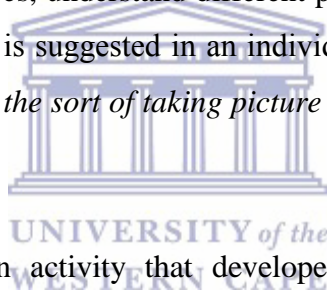 es, understand different p
is suggested in an individ
the sort of taking picture
UNIVERSITY of the
n activity that develope
WESTERN CAPE